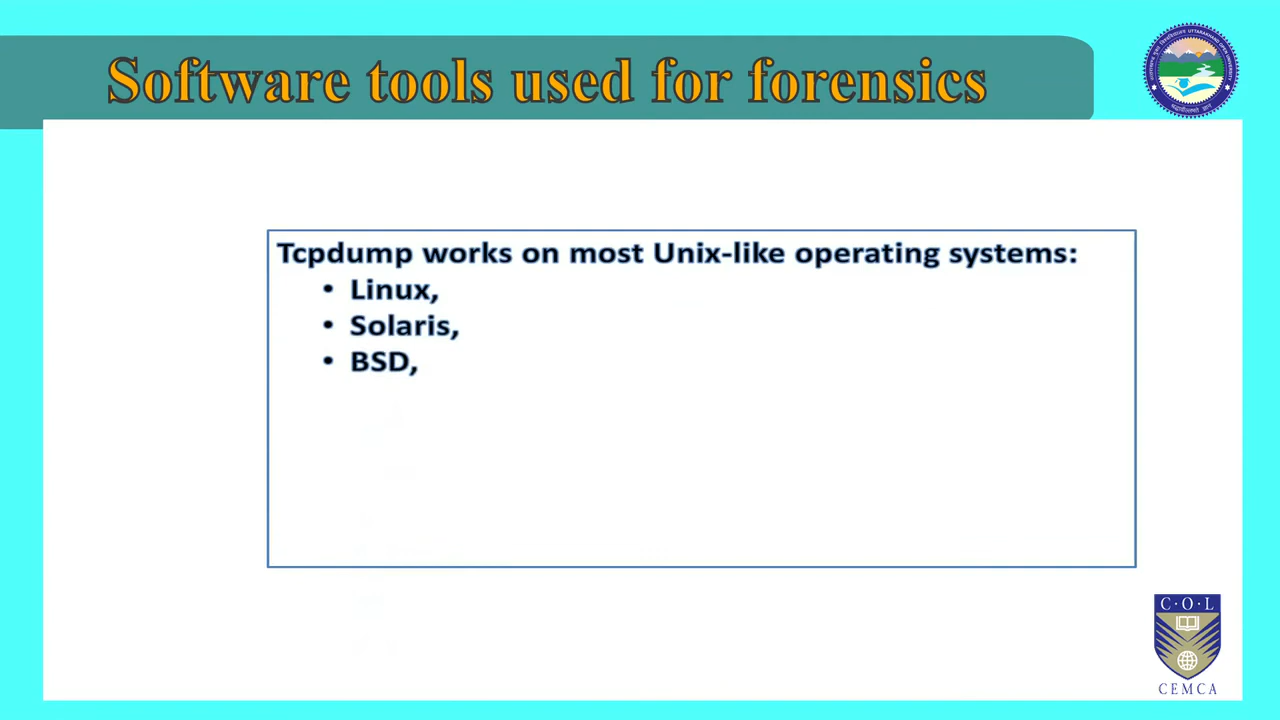 Software tools used for forensics
Tcpdump works on most Unix-like operating systems:
• Linux,
• Solaris,
• BSD,
C·O·L
CEMCA